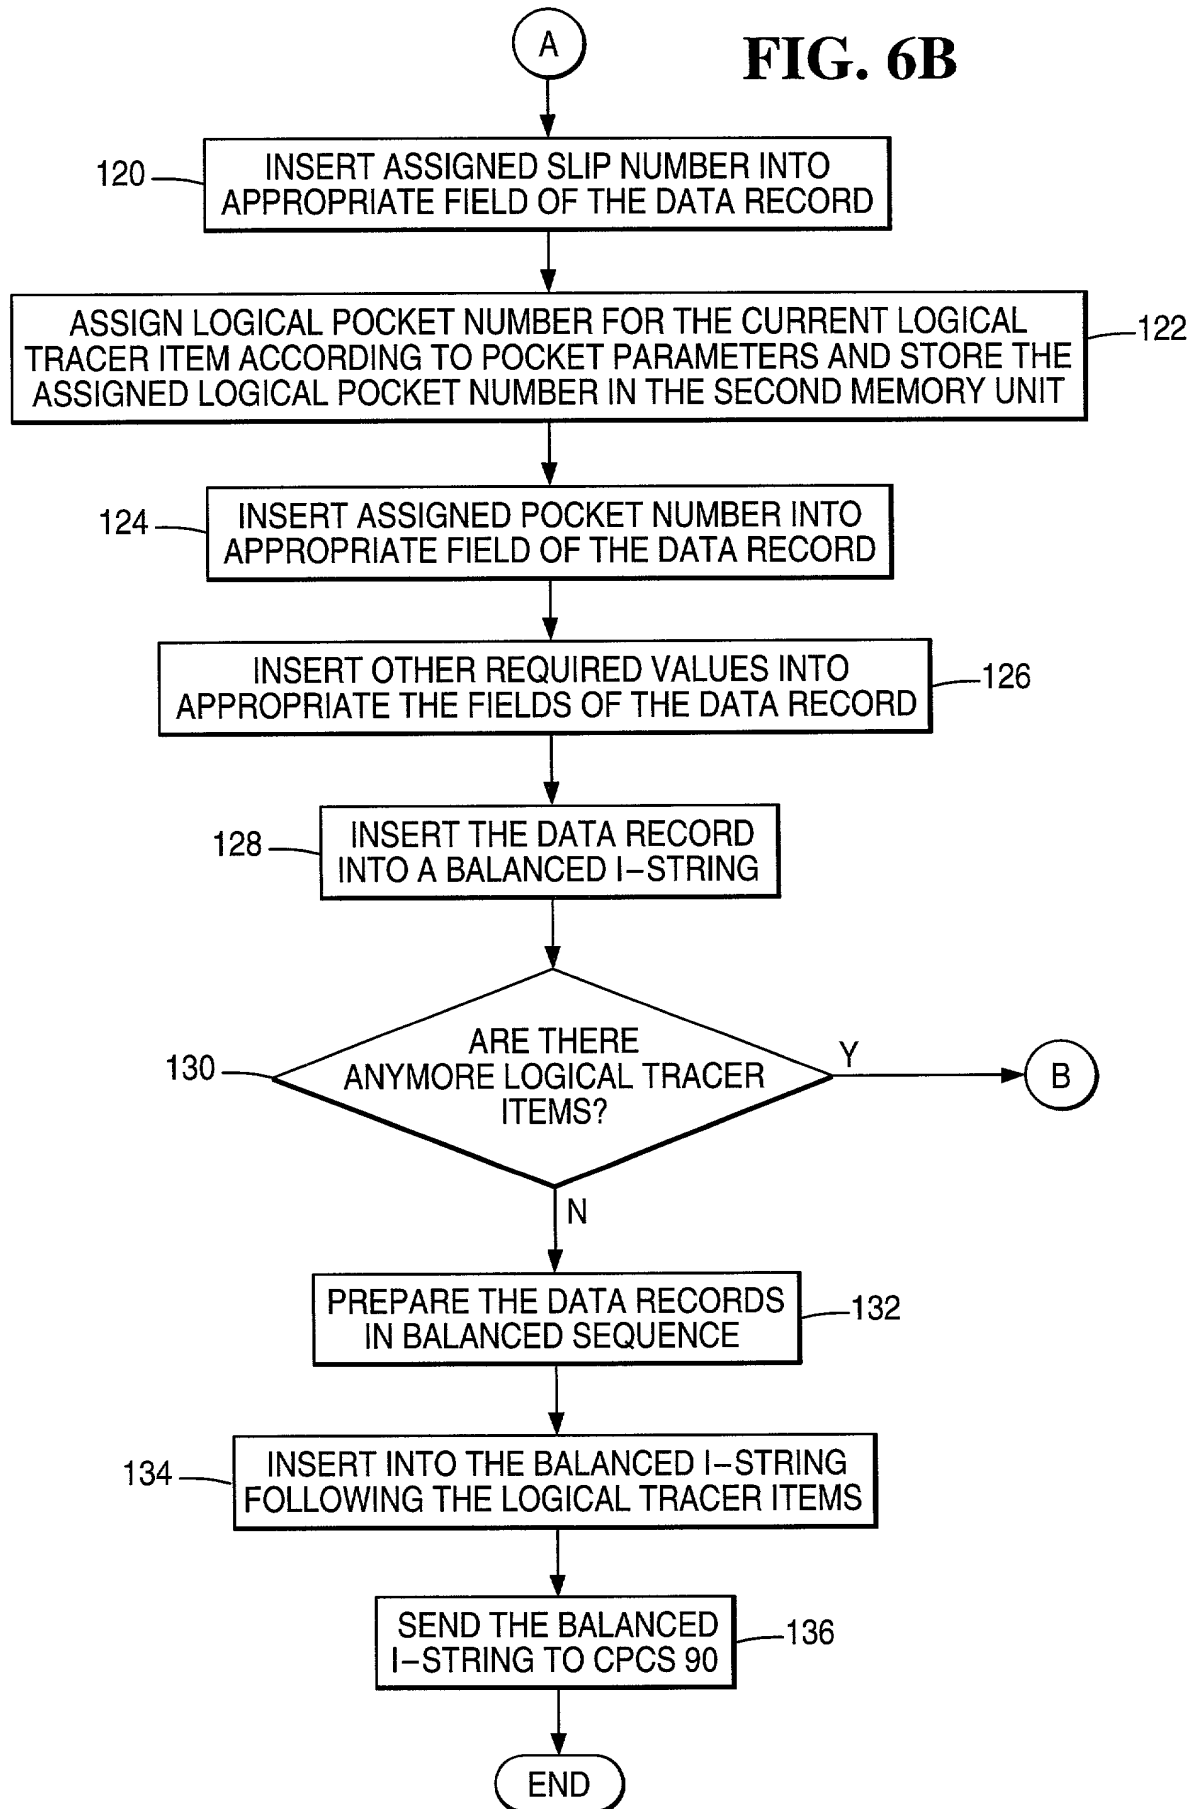 A
FIG. 6B
120
INSERT ASSIGNED SLIP NUMBER INTO
APPROPRIATE FIELD OF THE DATA RECORD
ASSIGN LOGICAL POCKET NUMBER FOR THE CURRENT LOGICAL
TRACER ITEM ACCORDING TO POCKET PARAMETERS AND STORE THE
ASSIGNED LOGICAL POCKET NUMBER IN THE SECOND MEMORY UNIT
122
124
INSERT ASSIGNED POCKET NUMBER INTO
APPROPRIATE FIELD OF THE DATA RECORD
INSERT OTHER REQUIRED VALUES INTO
APPROPRIATE THE FIELDS OF THE DATA RECORD
126
128
INSERT THE DATA RECORD
INTO A BALANCED I-STRING
130
ARE THERE
ANYMORE LOGICAL TRACER
ITEMS?
Y
B
N
PREPARE THE DATA RECORDS
IN BALANCED SEQUENCE
132
134
INSERT INTO THE BALANCED I-STRING
FOLLOWING THE LOGICAL TRACER ITEMS
SEND THE BALANCED
I-STRING TO CPCS 90
136
END